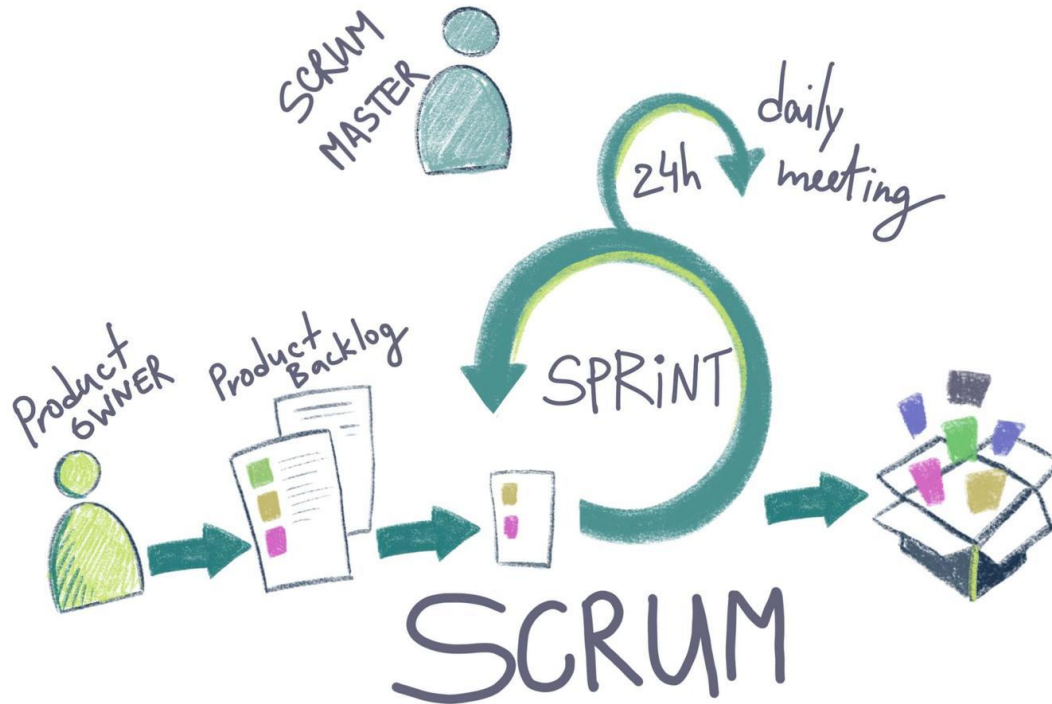 SCRUM
MASTER
daily
meeting
24h
Product
OWNER
Product
Backlog
SPRiNT
SCRUM